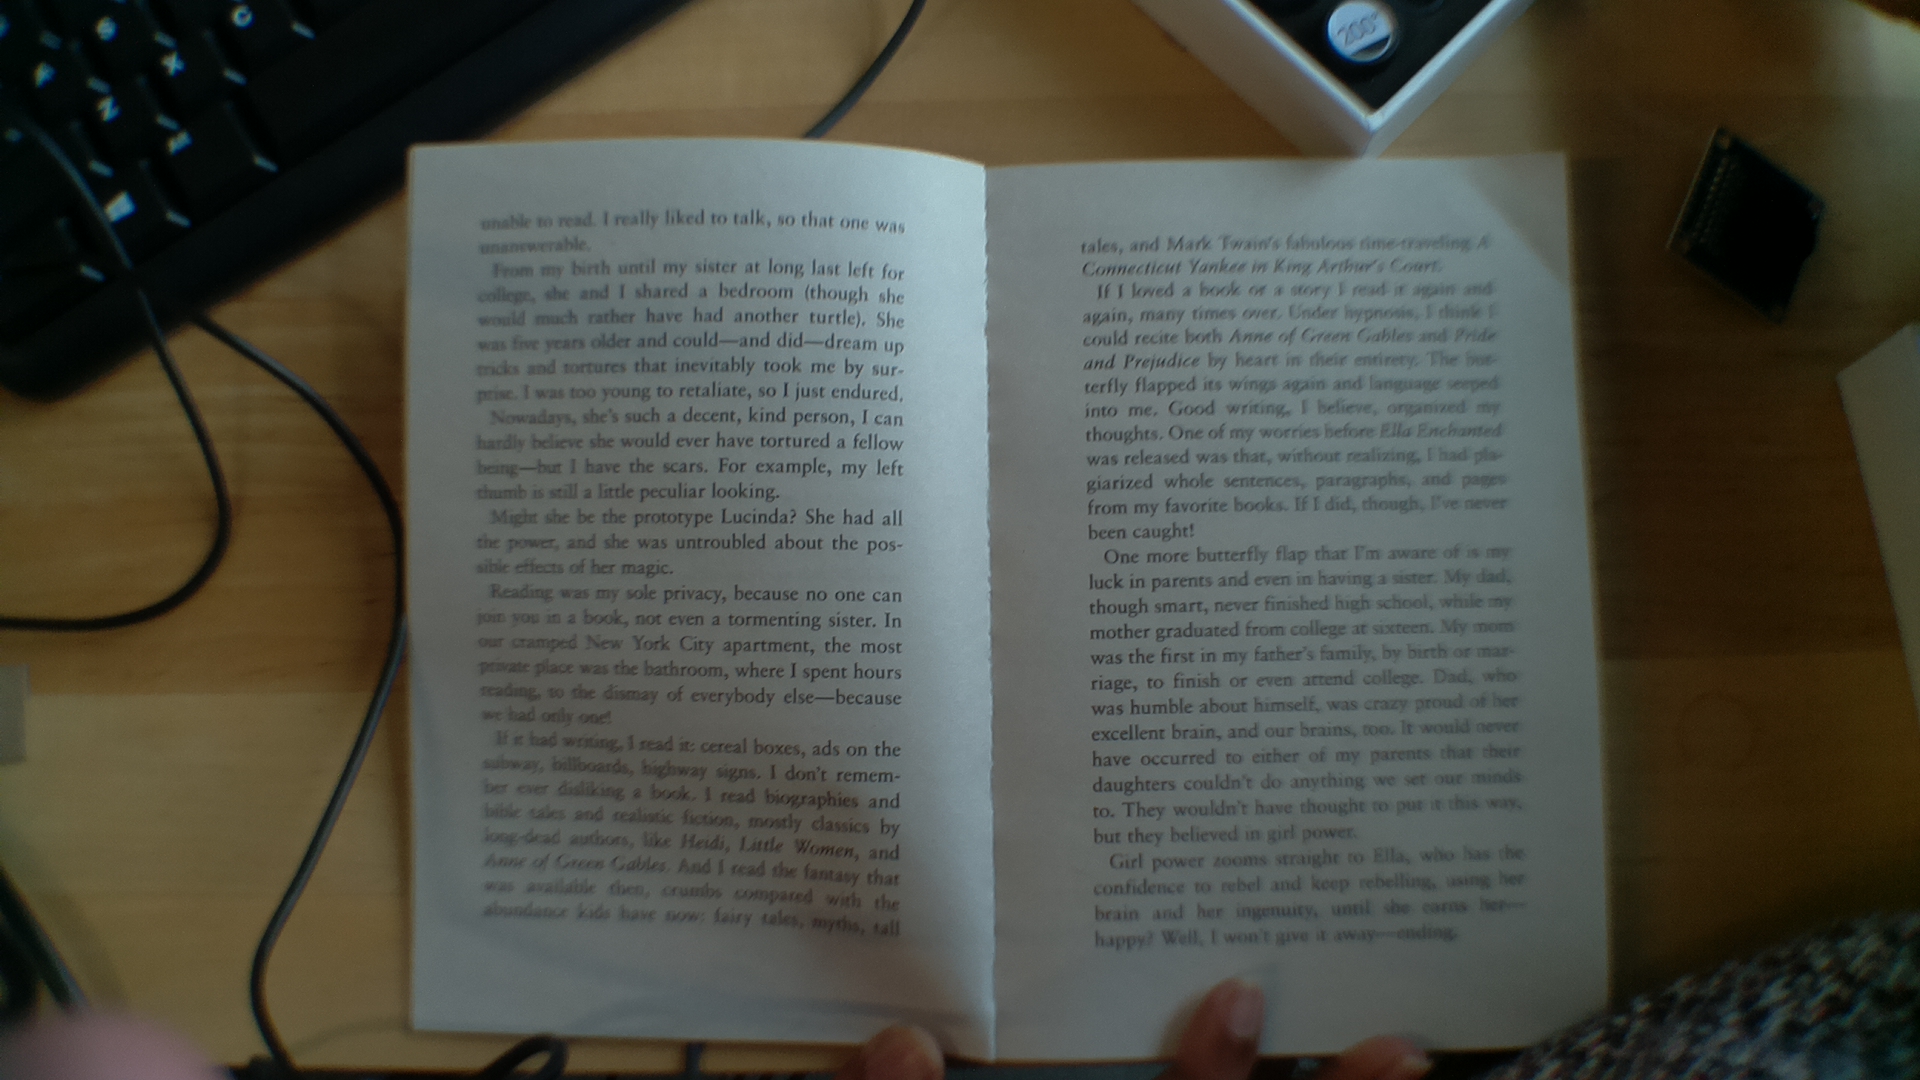 unable to read. I really liked to talk, so that one was
unanswerable.
From my birth until my sister at long last left for
college, she and I shared a bedroom (though she
would much rather have had another turtle). She
was five years older and could—and did—dream up
tricks and tortures that inevitably took me by sur-
prise. I was too young to retaliate, so I just endured.
Nowadays, she's such a decent, kind person, I can
hardly believe she would ever have tortured a fellow
being—but I have the scars. For example, my left
thumb is still a little peculiar looking.
Might she be the prototype Lucinda? She had all
the power, and she was untroubled about the pos-
sible effects of her magic.
Reading was my sole privacy, because no one can
join you in a book, not even a tormenting sister. In
our cramped New York City apartment, the most
private place was the bathroom, where I spent hours
reading, to the dismay of everybody else—because
we had only one!
If it had writing, I read it: cereal boxes, ads on the
subway, billboards, highway signs. I don't remem-
ber ever disliking a book. I read biographies and
bible tales and realistic fiction, mostly classics by
long-dead authors, like Heidi, Little Women, and
Anne of Green Gables. And I read the fantasy that
was available then, crumbs compared with the
abundance kids have now: fairy tales, myths, tall
tales, and Mark Twain's fabulous time-traveling A
Connecticut Yankee in King Arthur's Court.
If I loved a book or a story I read it again and
again, many times over. Under hypnosis, I think I
could recite both Anne of Green Gables and Pride
and Prejudice by heart in their entirety. The but-
terfly flapped its wings again and language seeped
into me. Good writing, I believe, organized my
thoughts. One of my worries before Ella Enchanted
was released was that, without realizing, I had pla-
giarized whole sentences, paragraphs, and pages
from my favorite books. If I did, though, I've never
been caught!
One more butterfly flap that I'm aware of is my
luck in parents and even in having a sister. My dad,
though smart, never finished high school, while my
mother graduated from college at sixteen. My mom
was the first in my father's family, by birth or mar-
riage, to finish or even attend college. Dad, who
was humble about himself, was crazy proud of her
excellent brain, and our brains, too. It would never
have occurred to either of my parents that their
daughters couldn't do anything we set our minds
to. They wouldn't have thought to put it this way,
but they believed in girl power.
Girl power zooms straight to Ella, who has the
confidence to rebel and keep rebelling, using her
brain and her ingenuity, until she earns her—
happy? Well, I won't give it away—ending.
200°
S
C
A
X
Z